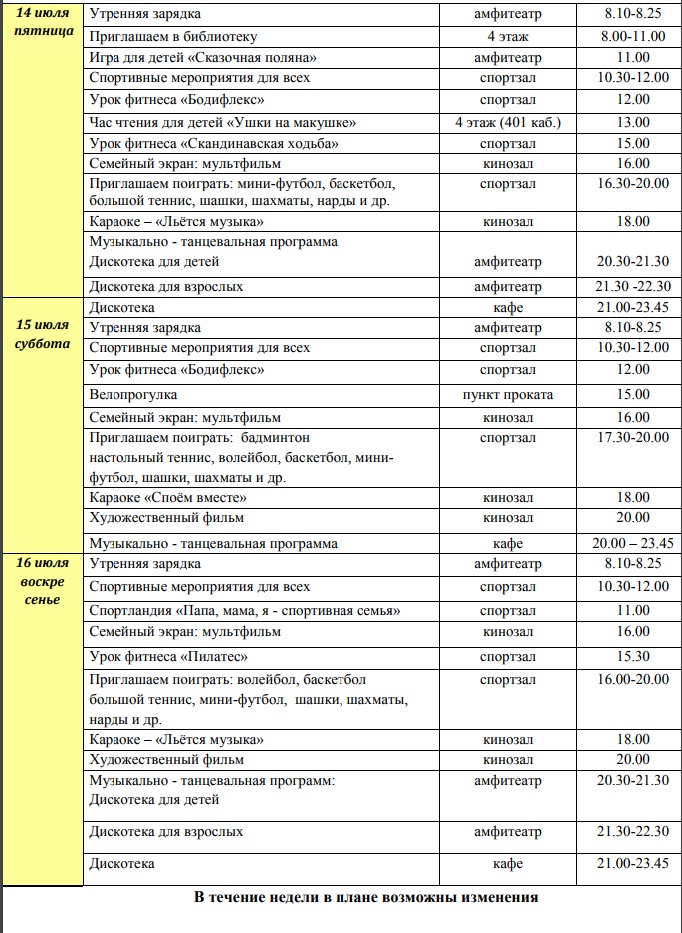 14 июля
пятница
Утренняя зарядка амфитеатр 8.10-8.25
Приглашаем в библиотеку 4 этаж 8.00-11.00
Игра для детей «Сказочная поляна» амфитеатр 11.00
Спортивные мероприятия для всех спортзал 10.30-12.00
Урок фитнеса «Бодифлекс» спортзал 12.00
Час чтения для детей «Ушки на макушке» 4 этаж (401 каб.) 13.00
Урок фитнеса «Скандинавская ходьба» спортзал 15.00
Семейный экран: мультфильм кинозал 16.00
Приглашаем поиграть: мини-футбол, баскетбол, спортзал 16.30-20.00
большой теннис, шашки, шахматы, нарды и др.
Караоке – «Льётся музыка» кинозал 18.00
Музыкально - танцевальная программа
Дискотека для детей амфитеатр 20.30-21.30
Дискотека для взрослых амфитеатр 21.30 -22.30
Дискотека кафе 21.00-23.45
15 июля
суббота
Утренняя зарядка амфитеатр 8.10-8.25
Спортивные мероприятия для всех спортзал 10.30-12.00
Урок фитнеса «Бодифлекс» спортзал 12.00
Велопрогулка пункт проката 15.00
Семейный экран: мультфильм кинозал 16.00
Приглашаем поиграть: бадминтон спортзал 17.30-20.00
настольный теннис, волейбол, баскетбол, мини-
футбол, шашки, шахматы и др.
Караоке «Споём вместе» кинозал 18.00
Художественный фильм кинозал 20.00
Музыкально - танцевальная программа кафе 20.00 – 23.45
16 июля
воскре
сенье
Утренняя зарядка амфитеатр 8.10-8.25
Спортивные мероприятия для всех спортзал 10.30-12.00
Спортландия «Папа, мама, я - спортивная семья» спортзал 11.00
Семейный экран: мультфильм кинозал 16.00
Урок фитнеса «Пилатес» спортзал 15.30
Приглашаем поиграть: волейбол, баскетбол спортзал 16.00-20.00
большой теннис, мини-футбол, шашки, шахматы,
нарды и др.
Караоке – «Льётся музыка» кинозал 18.00
Художественный фильм кинозал 20.00
Музыкально - танцевальная программ: амфитеатр 20.30-21.30
Дискотека для детей
Дискотека для взрослых амфитеатр 21.30-22.30
Дискотека кафе 21.00-23.45
В течение недели в плане возможны изменения